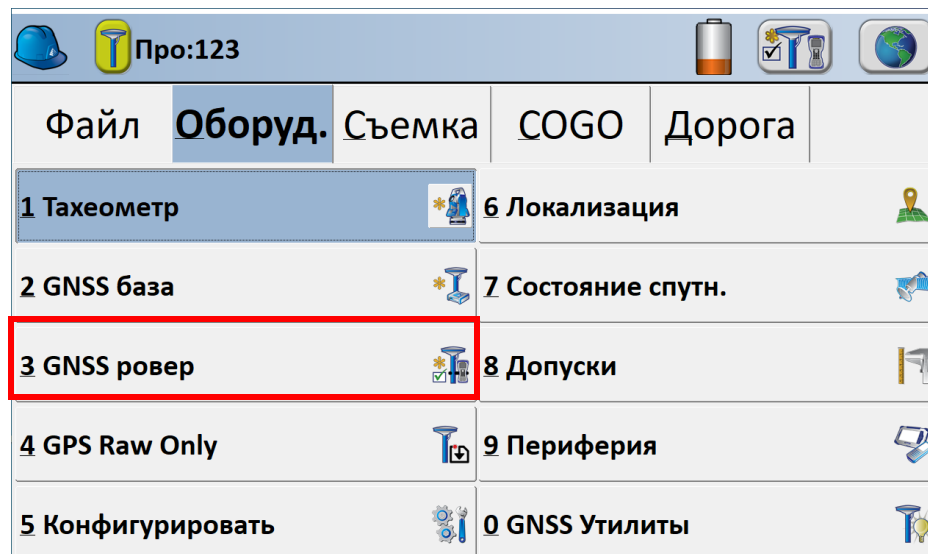 Про:123
Файл Оборуд. Съемка COGO Дорога
1 Тахеометр
2 GNSS база
3 GNSS ровер
4 GPS Raw Only
5 Конфигурировать
6 Локализация
7 Состояние спутн.
8 Допуски
9 Периферия
0 GNSS Утилиты